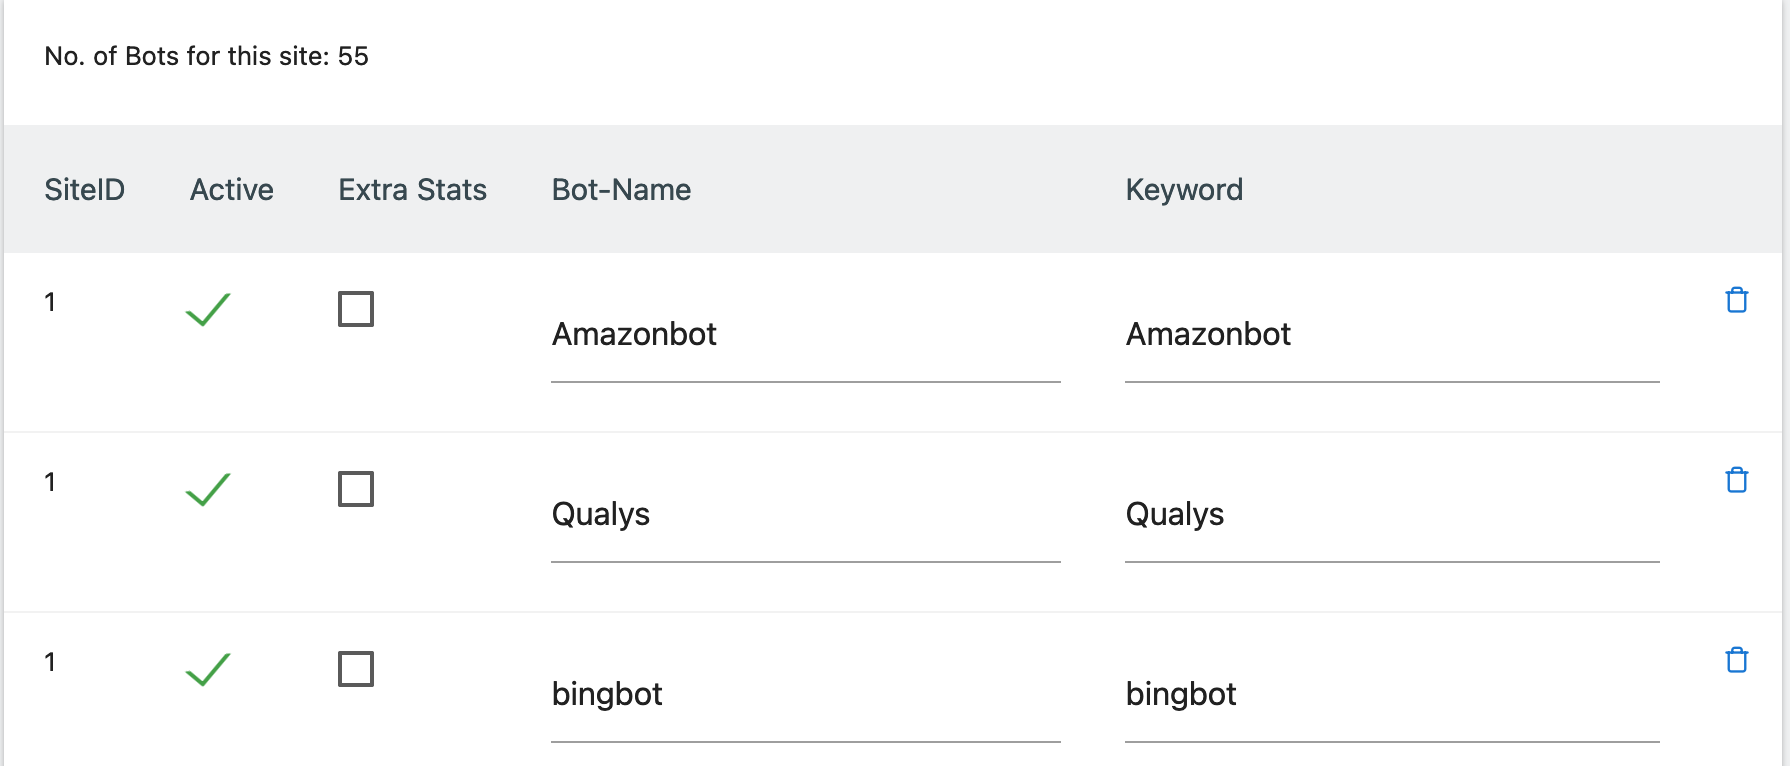 No. of Bots for this site: 55
SiteID Active Extra Stats Bot-Name Keyword
1 Amazonbot Amazonbot
1 Qualys Qualys
1 bingbot bingbot